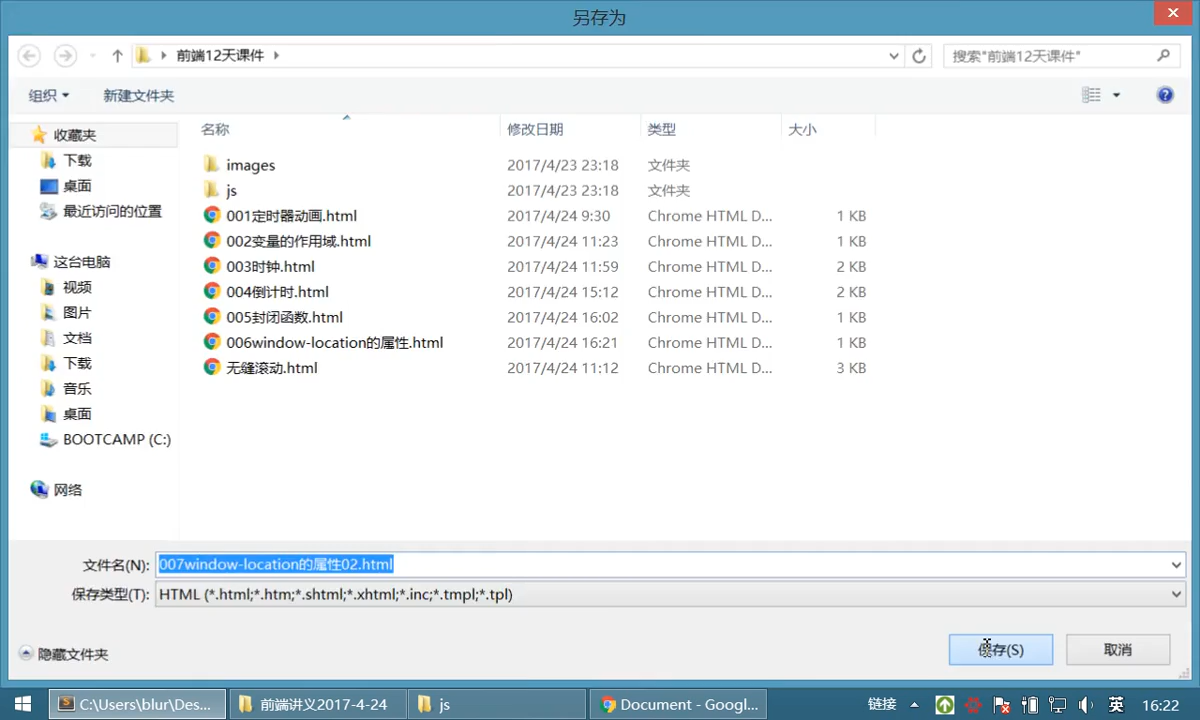 另存为
前端12天课件
搜索"前端12天课件"
组织
新建文件夹
名称 修改日期 类型 大小
收藏夹
下载
桌面
最近访问的位置
这台电脑
视频
图片
文档
下载
音乐
桌面
BOOTCAMP (C:)
网络
images 2017/4/23 23:18 文件夹
js 2017/4/23 23:18 文件夹
001定时器动画.html 2017/4/24 9:30 Chrome HTML D... 1 KB
002变量的作用域.html 2017/4/24 11:23 Chrome HTML D... 1 KB
003时钟.html 2017/4/24 11:59 Chrome HTML D... 2 KB
004倒计时.html 2017/4/24 15:12 Chrome HTML D... 2 KB
005封闭函数.html 2017/4/24 16:02 Chrome HTML D... 1 KB
006window-location的属性.html 2017/4/24 16:21 Chrome HTML D... 1 KB
无缝滚动.html 2017/4/24 11:12 Chrome HTML D... 3 KB
文件名(N): 007window-location的属性02.html
保存类型(T): HTML (*.html;*.htm;*.shtml;*.xhtml;*.inc;*.tmpl;*.tpl)
隐藏文件夹
保存(S)
取消
C:\Users\blur\Des...
前端讲义2017-4-24
js
Document - Googl...
链接
英
16:22